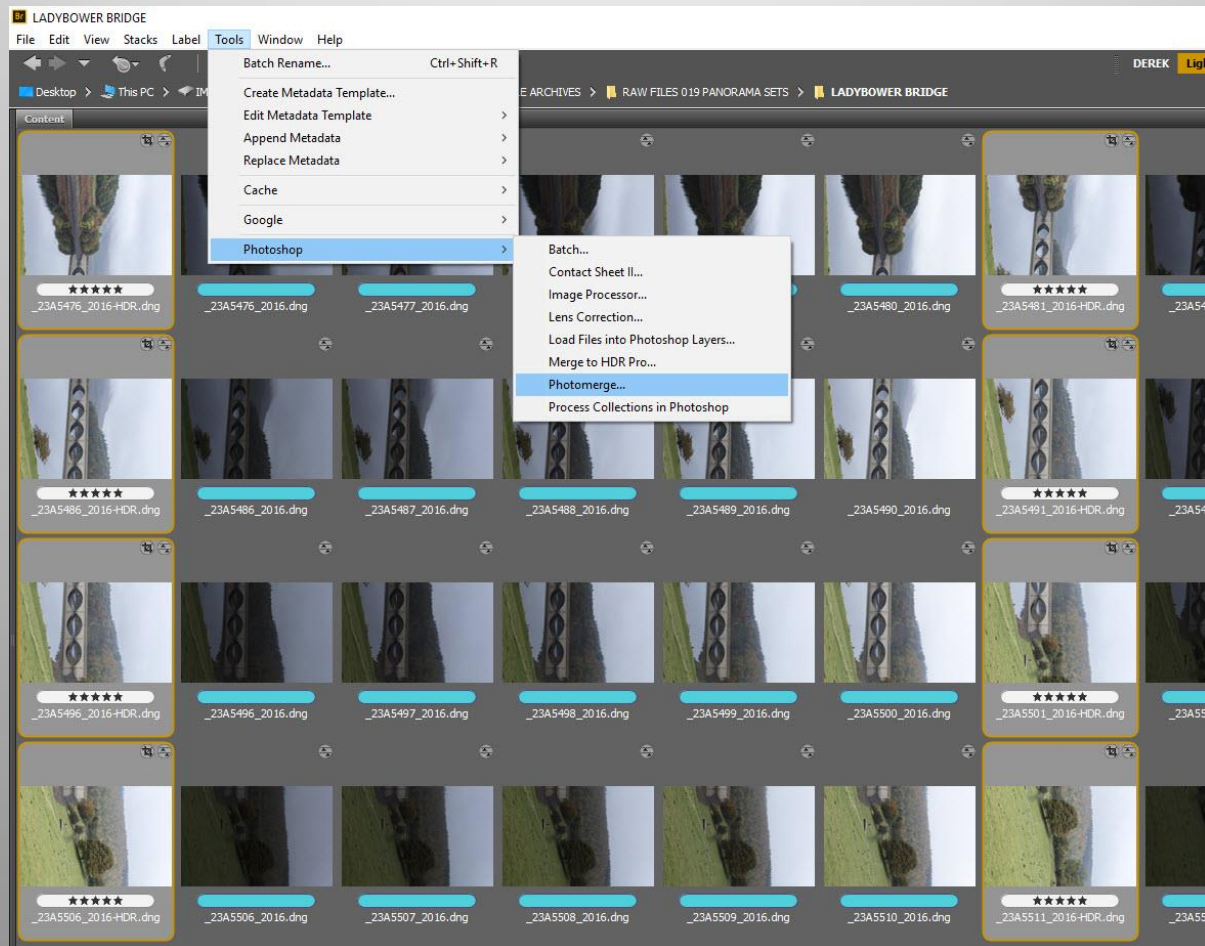 Br LADYBOWER BRIDGE
File Edit View Stacks Label Tools Window Help
DEREK
Desktop > This PC > E ARCHIVES > RAW FILES 019 PANORAMA SETS > LADYBOWER BRIDGE
Content
Batch Rename... Ctrl+Shift+R
Create Metadata Template...
Edit Metadata Template >
Append Metadata >
Replace Metadata >
Cache >
Google >
Photoshop >
Batch...
Contact Sheet II...
Image Processor...
Lens Correction...
Load Files into Photoshop Layers...
Merge to HDR Pro...
Photomerge...
Process Collections in Photoshop
★★★★★ ★★★★★
_23A5476_2016-HDR.dng _23A5476_2016.dng _23A5477_2016.dng _23A5480_2016.dng _23A5481_2016-HDR.dng
★★★★★ ★★★★★
_23A5486_2016-HDR.dng _23A5486_2016.dng _23A5487_2016.dng _23A5488_2016.dng _23A5489_2016.dng _23A5490_2016.dng _23A5491_2016-HDR.dng
★★★★★ ★★★★★
_23A5496_2016-HDR.dng _23A5496_2016.dng _23A5497_2016.dng _23A5498_2016.dng _23A5499_2016.dng _23A5500_2016.dng _23A5501_2016-HDR.dng
★★★★★ ★★★★★
_23A5506_2016-HDR.dng _23A5506_2016.dng _23A5507_2016.dng _23A5508_2016.dng _23A5509_2016.dng _23A5510_2016.dng _23A5511_2016-HDR.dng